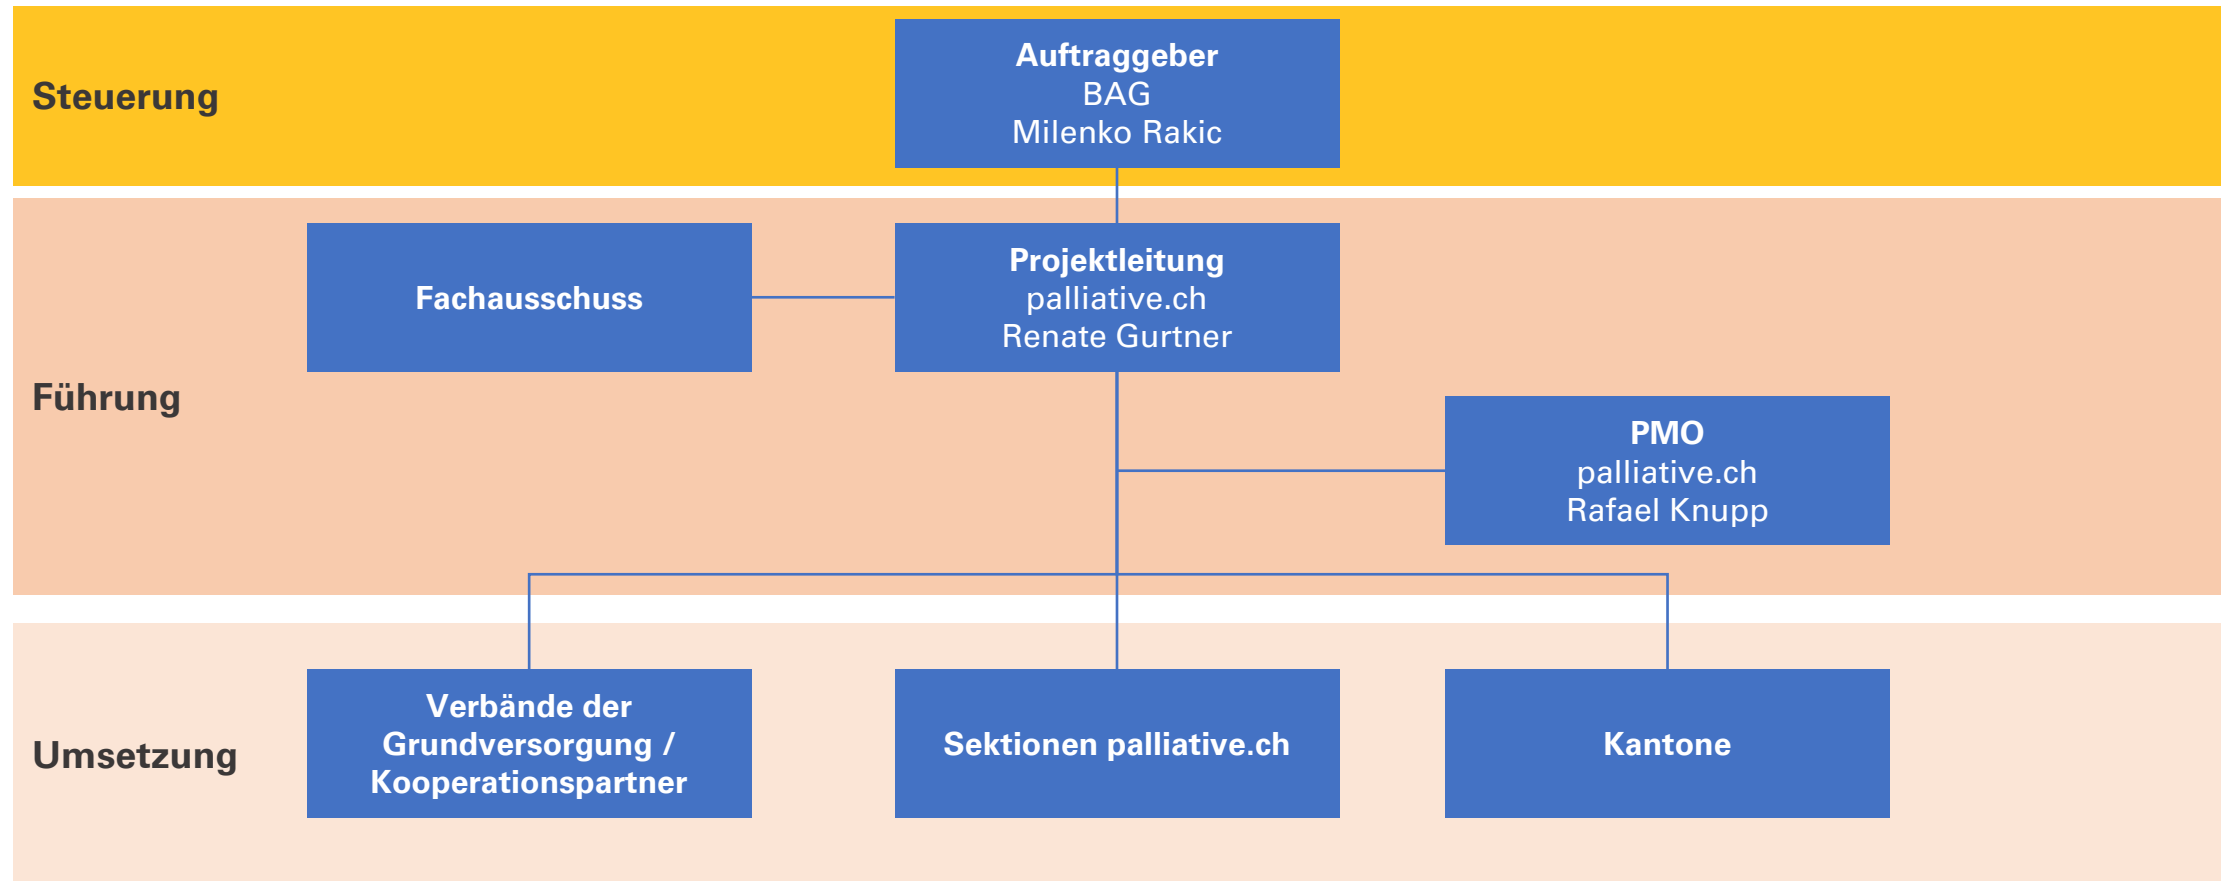 Steuerung
Auftraggeber
BAG
Milenko Rakic
Führung
Fachausschuss
Projektleitung
palliative.ch
Renate Gurtner
PMO
palliative.ch
Rafael Knupp
Umsetzung
Verbände der
Grundversorgung /
Kooperationspartner
Sektionen palliative.ch
Kantone